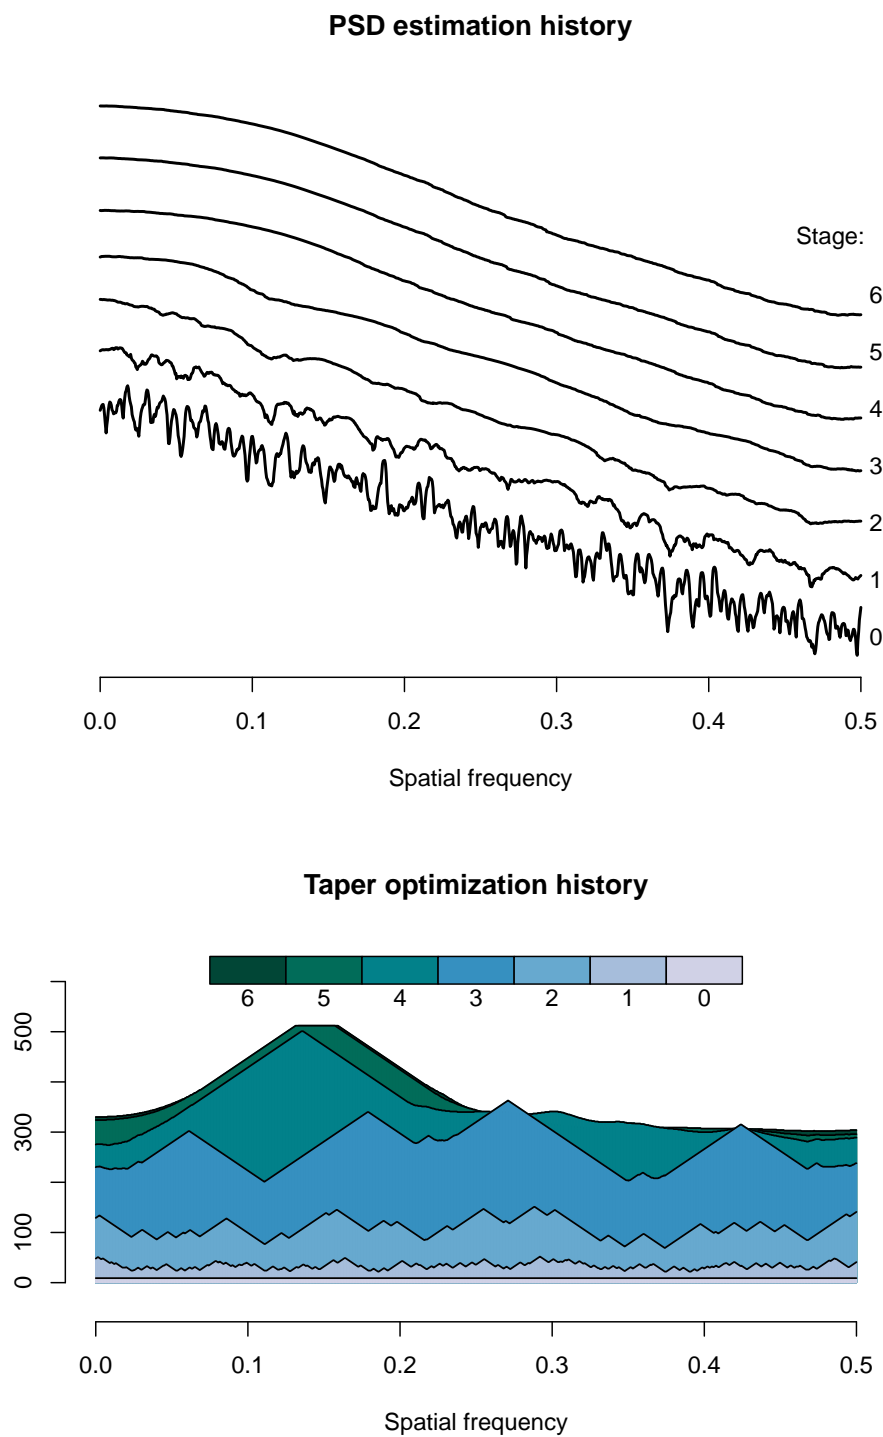 PSD estimation history
Stage:
6
5
4
3
2
1
0
0.0 0.1 0.2 0.3 0.4 0.5
Spatial frequency
Taper optimization history
6 5 4 3 2 1 0
500
300
100
0
0.0 0.1 0.2 0.3 0.4 0.5
Spatial frequency